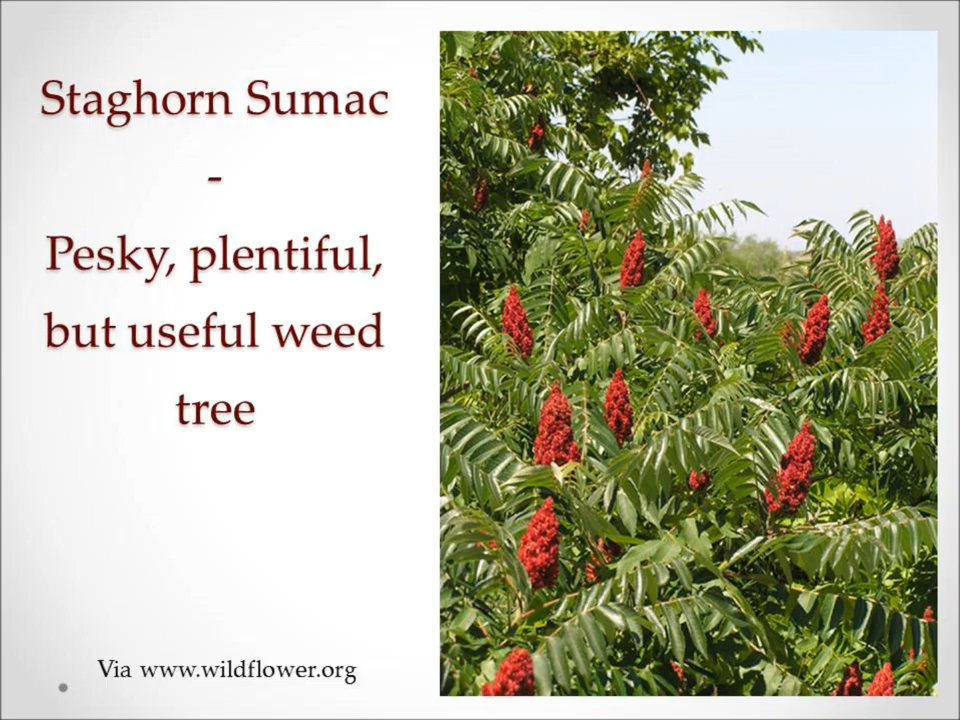 Staghorn Sumac
-
Pesky, plentiful,
but useful weed
tree
Via www.wildflower.org